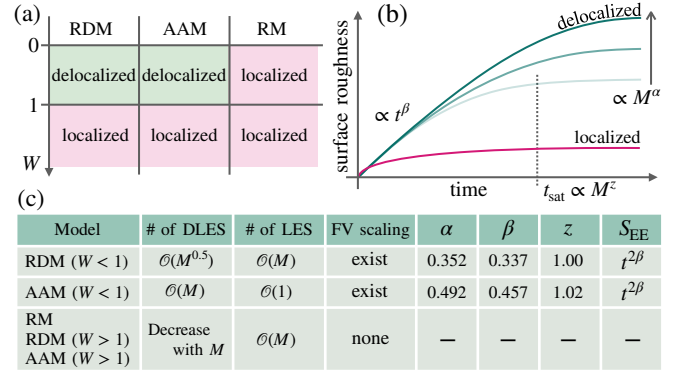 (a)
RDM AAM RM
0
delocalized delocalized localized
1
localized localized localized
W
(b)
surface roughness
delocalized
∝ t^β
∝ M^α
localized
time
t_sat ∝ M^z
(c)
Model # of DLES # of LES FV scaling α β z S_EE
RDM (W < 1) 𝒪(M^0.5) 𝒪(M) exist 0.352 0.337 1.00 t^2β
AAM (W < 1) 𝒪(M) 𝒪(1) exist 0.492 0.457 1.02 t^2β
RM
RDM (W > 1)
AAM (W > 1)
Decrease
with M
𝒪(M) none – – – –